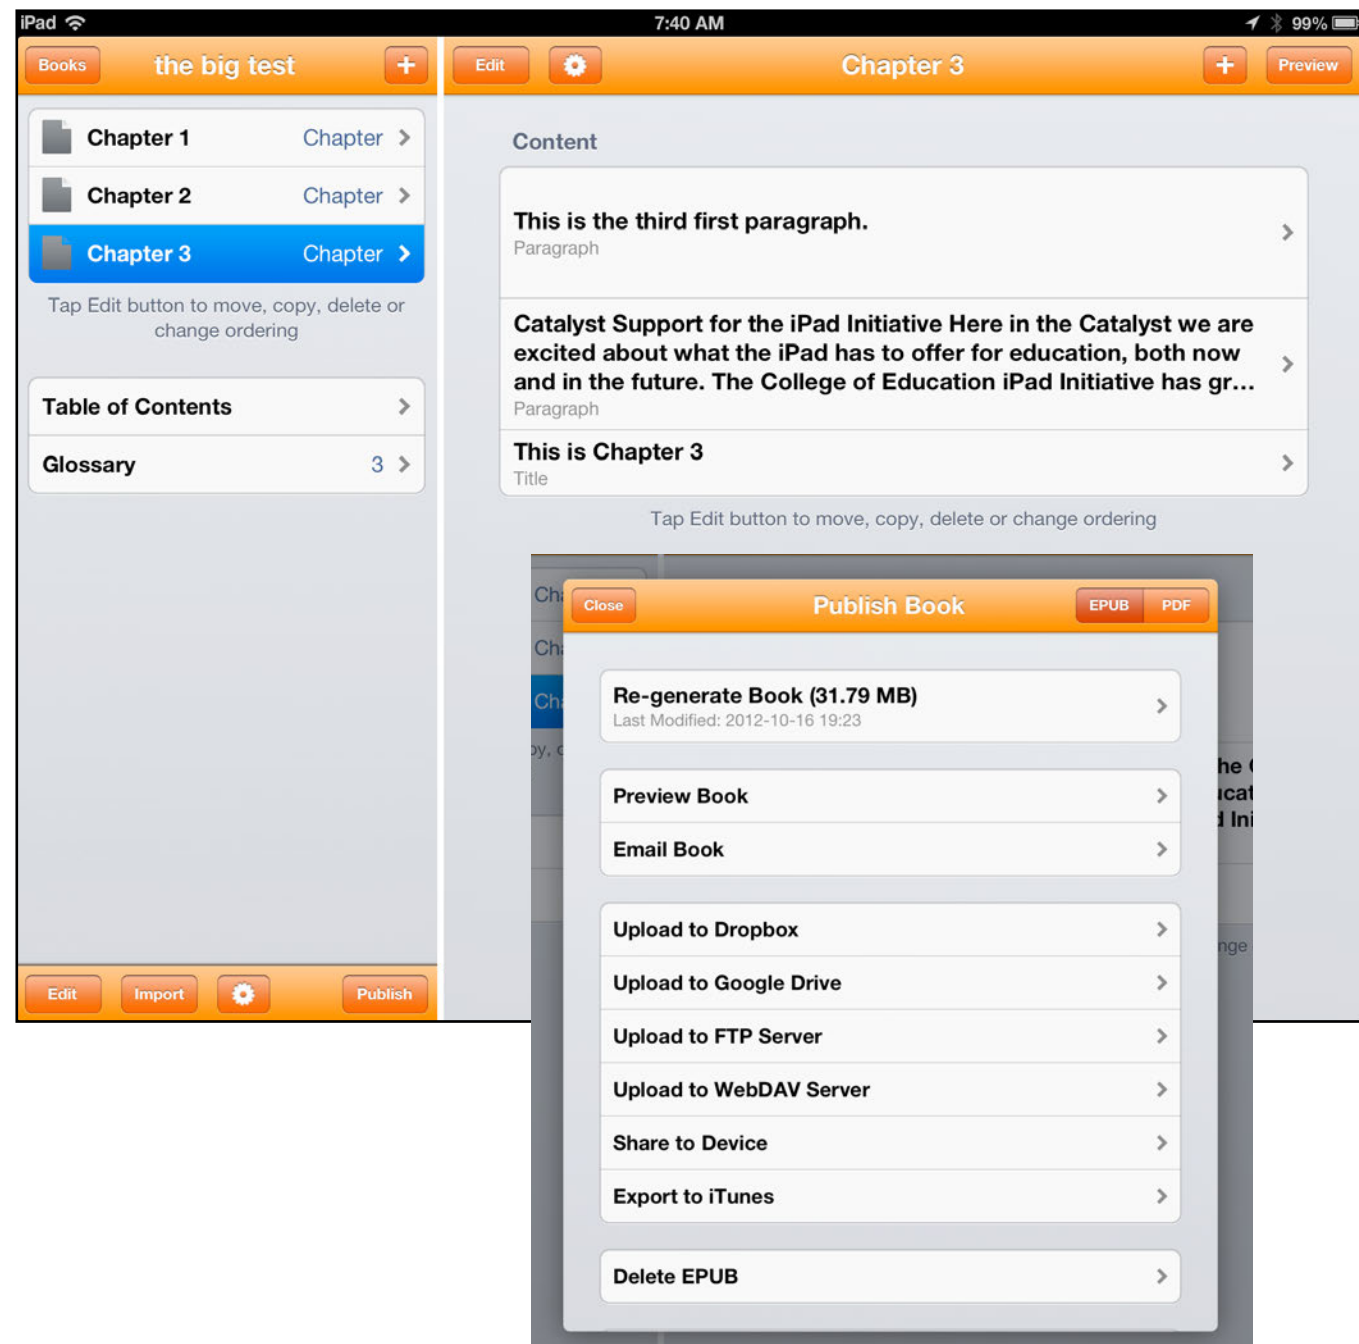 iPad 7:40 AM 99%
Books the big test +
Chapter 1 Chapter
Chapter 2 Chapter
Chapter 3 Chapter
Tap Edit button to move, copy, delete or
change ordering
Table of Contents
Glossary 3
Edit Import Publish
Edit Chapter 3 + Preview
Content
This is the third first paragraph.
Paragraph
Catalyst Support for the iPad Initiative Here in the Catalyst we are
excited about what the iPad has to offer for education, both now
and in the future. The College of Education iPad Initiative has gr...
Paragraph
This is Chapter 3
Title
Tap Edit button to move, copy, delete or change ordering
Close Publish Book EPUB PDF
Re-generate Book (31.79 MB)
Last Modified: 2012-10-16 19:23
Preview Book
Email Book
Upload to Dropbox
Upload to Google Drive
Upload to FTP Server
Upload to WebDAV Server
Share to Device
Export to iTunes
Delete EPUB